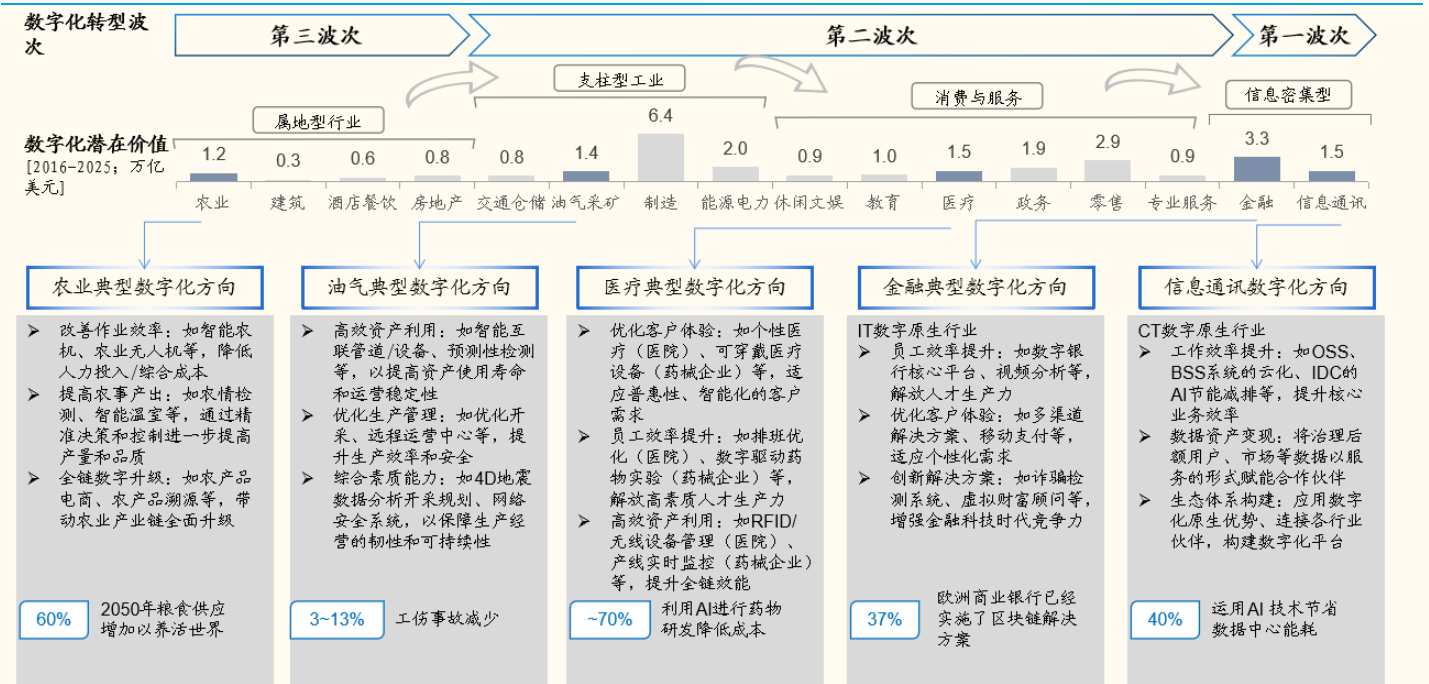 数字化转型波
次
第三波次
第二波次
第一波次
属地型行业
支柱型工业
消费与服务
信息密集型
数字化潜在价值
[2016-2025；万亿
美元]
1.2
0.3
0.6
0.8
0.8
1.4
6.4
2.0
0.9
1.0
1.5
1.9
2.9
0.9
3.3
1.5
农业
建筑
酒店餐饮
房地产
交通仓储
油气采矿
制造
能源电力
休闲文娱
教育
医疗
政务
零售
专业服务
金融
信息通讯
农业典型数字化方向
➢ 改善作业效率：如智能农
机、农业无人机等，降低
人力投入/综合成本
➢ 提高农事产出：如农情检
测、智能温室等，通过精
准决策和控制进一步提高
产量和品质
➢ 全链数字升级：如农产品
电商、农产品溯源等，带
动农业产业链全面升级
60%
2050年粮食供应
增加以养活世界
油气典型数字化方向
➢ 高效资产利用：如智能互
联管道/设备、预测性检测
等，以提高资产使用寿命
和运营稳定性
➢ 优化生产管理：如优化开
采、远程运营中心等，提
升生产效率和安全
➢ 综合素质能力：如4D地震
数据分析开采规划、网络
安全系统，以保障生产经
营的韧性和可持续性
3~13%
工伤事故减少
医疗典型数字化方向
➢ 优化客户体验：如个性医
疗（医院）、可穿戴医疗
设备（药械企业）等，适
应普惠性、智能化的客户
需求
➢ 员工效率提升：如排班优
化（医院）、数字驱动药
物实验（药械企业）等，
解放高素质人才生产力
➢ 高效资产利用：如RFID/
无线设备管理（医院）、
产线实时监控（药械企业）
等，提升全链效能
~70%
利用AI进行药物
研发降低成本
金融典型数字化方向
IT数字原生行业
➢ 员工效率提升：如数字银
行核心平台、视频分析等，
解放人才生产力
➢ 优化客户体验：如多渠道
解决方案、移动支付等，
适应个性化需求
➢ 创新解决方案：如诈骗检
测系统、虚拟财富顾问等，
增强金融科技时代竞争力
37%
欧洲商业银行已经
实施了区块链解决
方案
信息通讯数字化方向
CT数字原生行业
➢ 工作效率提升：如OSS、
BSS系统的云化、IDC的
AI节能减排等，提升核心
业务效率
➢ 数据资产变现：将治理后
额用户、市场等数据以服
务的形式赋能合作伙伴
➢ 生态体系构建：应用数字
化原生优势、连接各行业
伙伴，构建数字化平台
40%
运用AI 技术节省
数据中心能耗